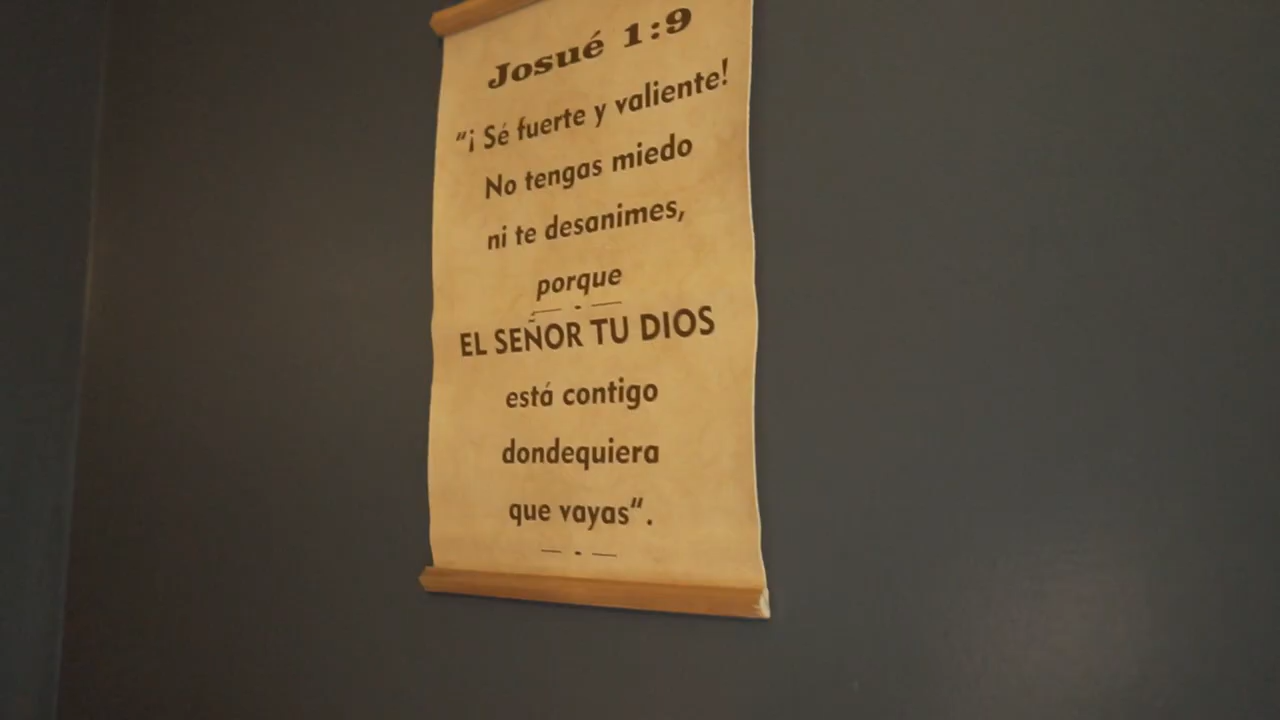 Josué 1:9
“¡ Sé fuerte y valiente!
No tengas miedo
ni te desanimes,
porque
EL SEÑOR TU DIOS
está contigo
dondequiera
que vayas”.